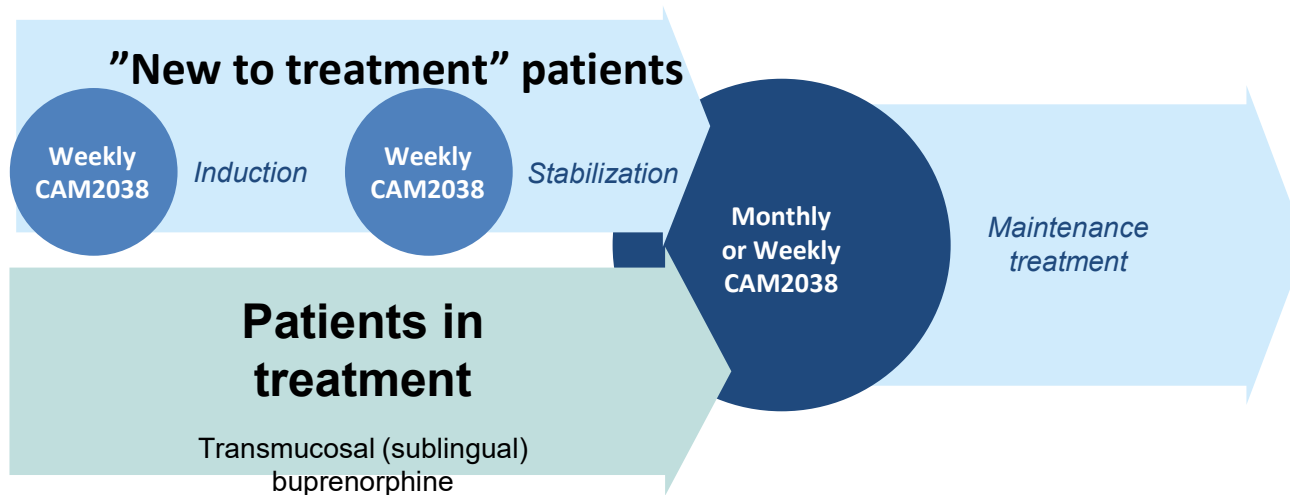 ”New to treatment” patients
Weekly
CAM2038
Induction
Weekly
CAM2038
Stabilization
Monthly
or Weekly
CAM2038
Maintenance
treatment
Patients in
treatment
Transmucosal (sublingual)
buprenorphine